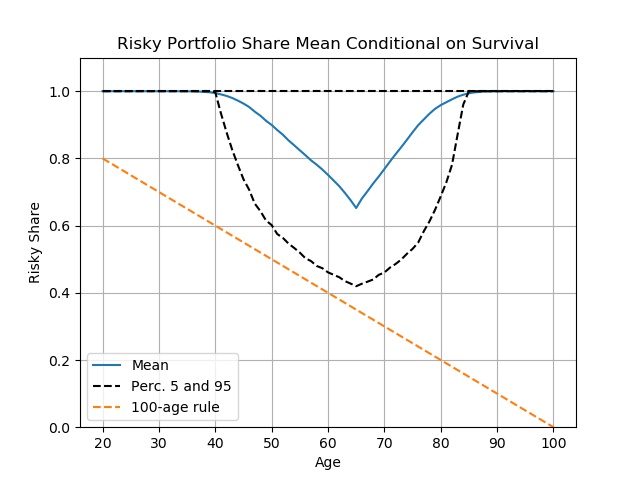 Risky Portfolio Share Mean Conditional on Survival
Risky Share
1.0
0.8
0.6
0.4
0.2
0.0
Mean
Perc. 5 and 95
100-age rule
20 30 40 50 60 70 80 90 100
Age